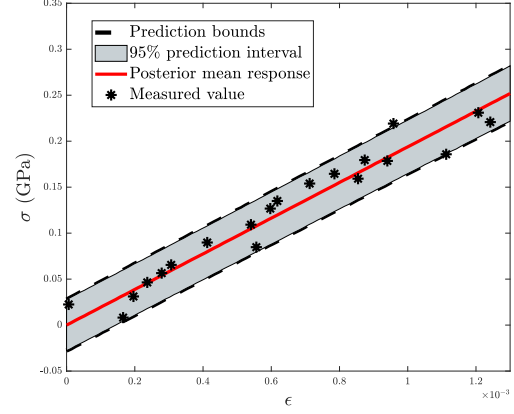 0.35
0.3
0.25
0.2
0.15
0.1
0.05
0
-0.05
σ (GPa)
Prediction bounds
95% prediction interval
Posterior mean response
Measured value
0 0.2 0.4 0.6 0.8 1 1.2
×10⁻³
ϵ